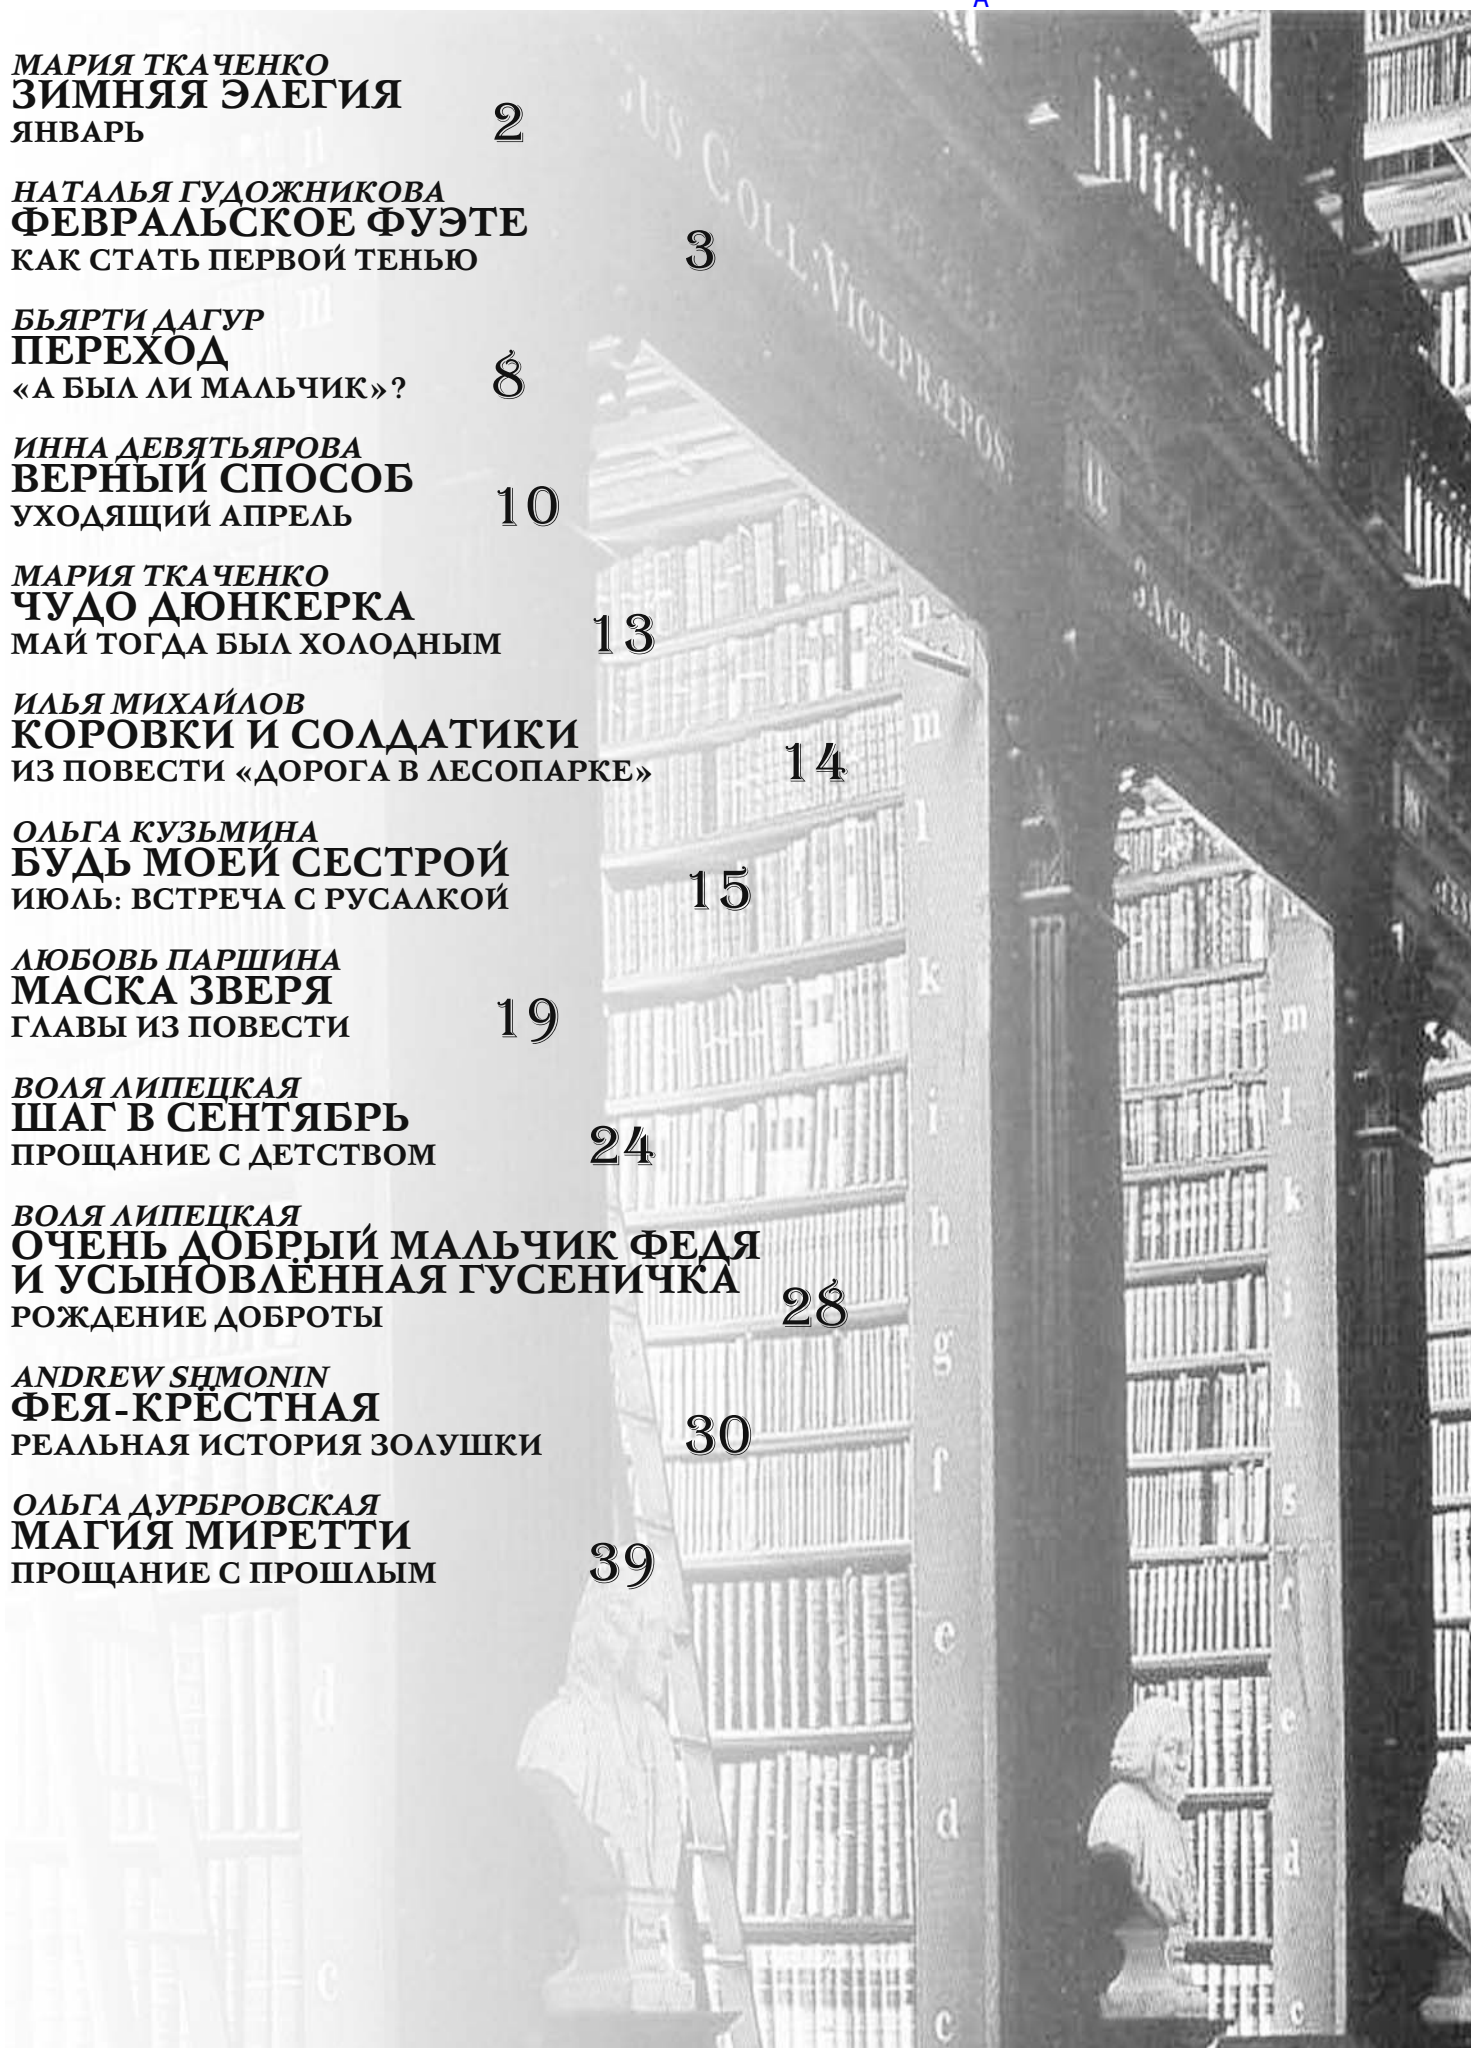 А
МАРИЯ ТКАЧЕНКО
ЗИМНЯЯ ЭЛЕГИЯ
ЯНВАРЬ
2
НАТАЛЬЯ ГУДОЖНИКОВА
ФЕВРАЛЬСКОЕ ФУЭТЕ
КАК СТАТЬ ПЕРВОЙ ТЕНЬЮ
3
БЬЯРТИ ДАГУР
ПЕРЕХОД
«А БЫЛ ЛИ МАЛЬЧИК»?
8
ИННА ДЕВЯТЬЯРОВА
ВЕРНЫЙ СПОСОБ
УХОДЯЩИЙ АПРЕЛЬ
10
МАРИЯ ТКАЧЕНКО
ЧУДО ДЮНКЕРКА
МАЙ ТОГДА БЫЛ ХОЛОДНЫМ
13
ИЛЬЯ МИХАЙЛОВ
КОРОВКИ И СОЛДАТИКИ
ИЗ ПОВЕСТИ «ДОРОГА В ЛЕСОПАРКЕ»
14
ОЛЬГА КУЗЬМИНА
БУДЬ МОЕЙ СЕСТРОЙ
ИЮЛЬ: ВСТРЕЧА С РУСАЛКОЙ
15
ЛЮБОВЬ ПАРШИНА
МАСКА ЗВЕРЯ
ГЛАВЫ ИЗ ПОВЕСТИ
19
ВОЛЯ ЛИПЕЦКАЯ
ШАГ В СЕНТЯБРЬ
ПРОЩАНИЕ С ДЕТСТВОМ
24
ВОЛЯ ЛИПЕЦКАЯ
ОЧЕНЬ ДОБРЫЙ МАЛЬЧИК ФЕДЯ
И УСЫНОВЛЁННАЯ ГУСЕНИЧКА
РОЖДЕНИЕ ДОБРОТЫ
28
ANDREW SHMONIN
ФЕЯ-КРЁСТНАЯ
РЕАЛЬНАЯ ИСТОРИЯ ЗОЛУШКИ
30
ОЛЬГА ДУРБРОВСКАЯ
МАГИЯ МИРЕТТИ
ПРОЩАНИЕ С ПРОШЛЫМ
39
COLL. VICEPRÆPOS
SACRÆ THEOLOGIÆ
n
m
l
k
i
h
g
f
e
d
c
m
l
k
i
h
f
e
d
c
d
c